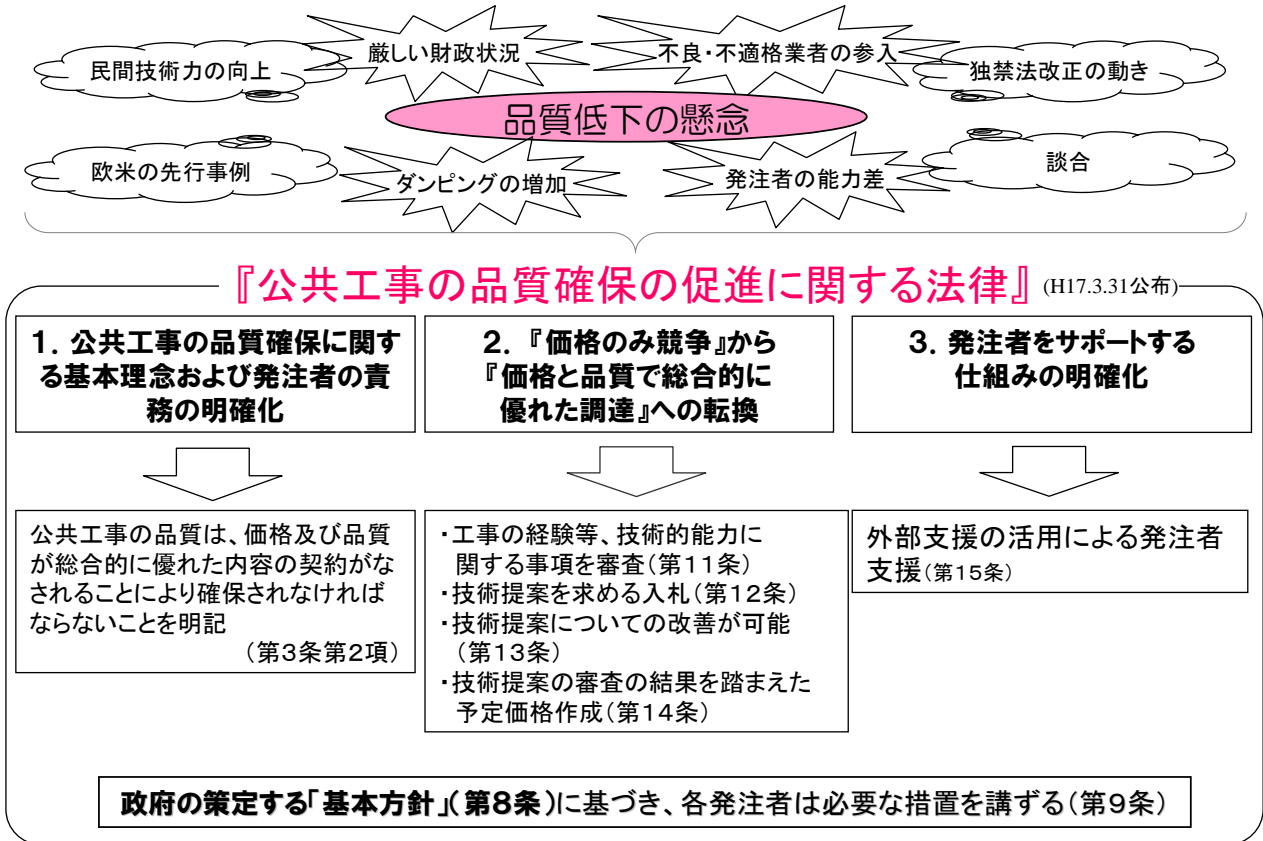 民間技術力の向上
厳しい財政状況
不良・不適格業者の参入
独禁法改正の動き
品質低下の懸念
欧米の先行事例
ダンピングの増加
発注者の能力差
談合
『公共工事の品質確保の促進に関する法律』 (H17.3.31公布)
1．公共工事の品質確保に関す
る基本理念および発注者の責
務の明確化
2．『価格のみ競争』から
『価格と品質で総合的に
優れた調達』への転換
3．発注者をサポートする
仕組みの明確化
公共工事の品質は、価格及び品質
が総合的に優れた内容の契約がな
されることにより確保されなければ
ならないことを明記
（第３条第２項）
・工事の経験等、技術的能力に
関する事項を審査（第１１条）
・技術提案を求める入札（第１２条）
・技術提案についての改善が可能
（第１３条）
・技術提案の審査の結果を踏まえた
予定価格作成（第１４条）
外部支援の活用による発注者
支援（第１５条）
政府の策定する「基本方針」（第８条）に基づき、各発注者は必要な措置を講ずる（第９条）